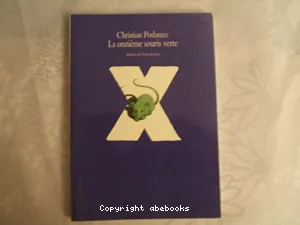 Christian Poslaniec
La onzième souris verte
X
Copyright abebooks